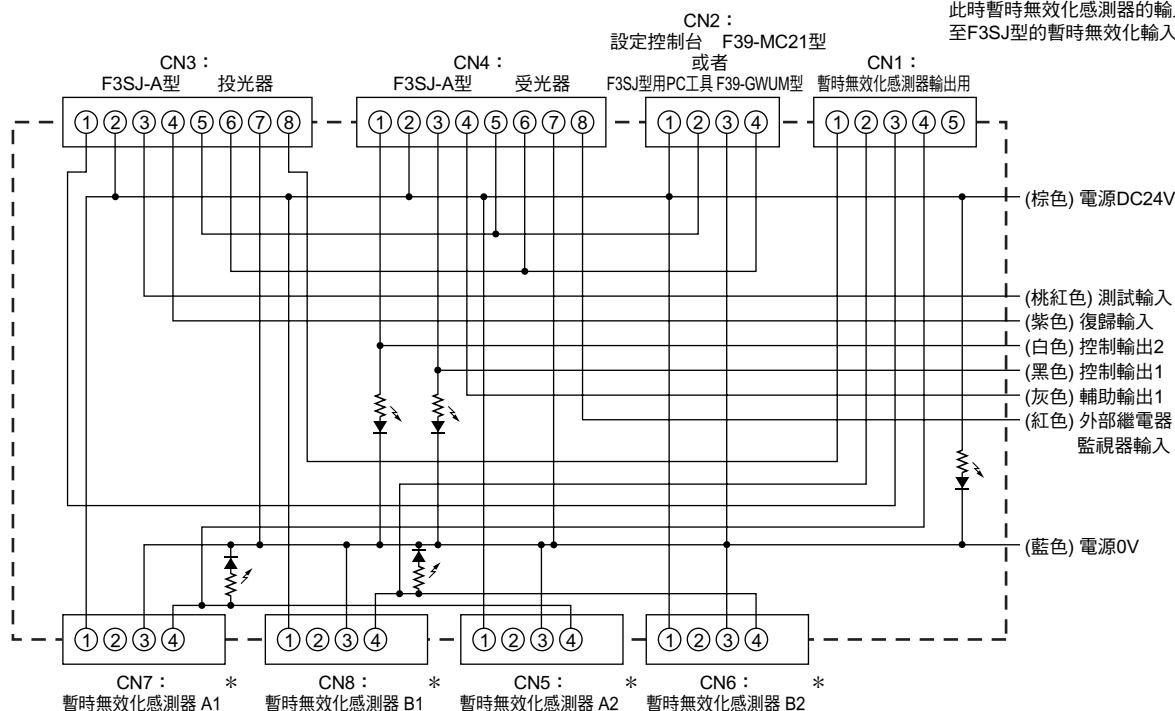 此時暫時無效化感測器的輸
至F3SJ型的暫時無效化輸入
CN2：
設定控制台 F39-MC21型
或者
F3SJ型用PC工具 F39-GWUM型
CN3：
F3SJ-A型 投光器
CN4：
F3SJ-A型 受光器
CN1：
暫時無效化感測器輸出用
①②③④⑤⑥⑦⑧
①②③④⑤⑥⑦⑧
①②③④
①②③④⑤
(棕色) 電源DC24V
(桃紅色) 測試輸入
(紫色) 復歸輸入
(白色) 控制輸出2
(黑色) 控制輸出1
(灰色) 輔助輸出1
(紅色) 外部繼電器
監視器輸入
(藍色) 電源0V
①②③④
①②③④
①②③④
①②③④
CN7： ＊
暫時無效化感測器 A1
CN8： ＊
暫時無效化感測器 B1
CN5： ＊
暫時無效化感測器 A2
CN6： ＊
暫時無效化感測器 B2